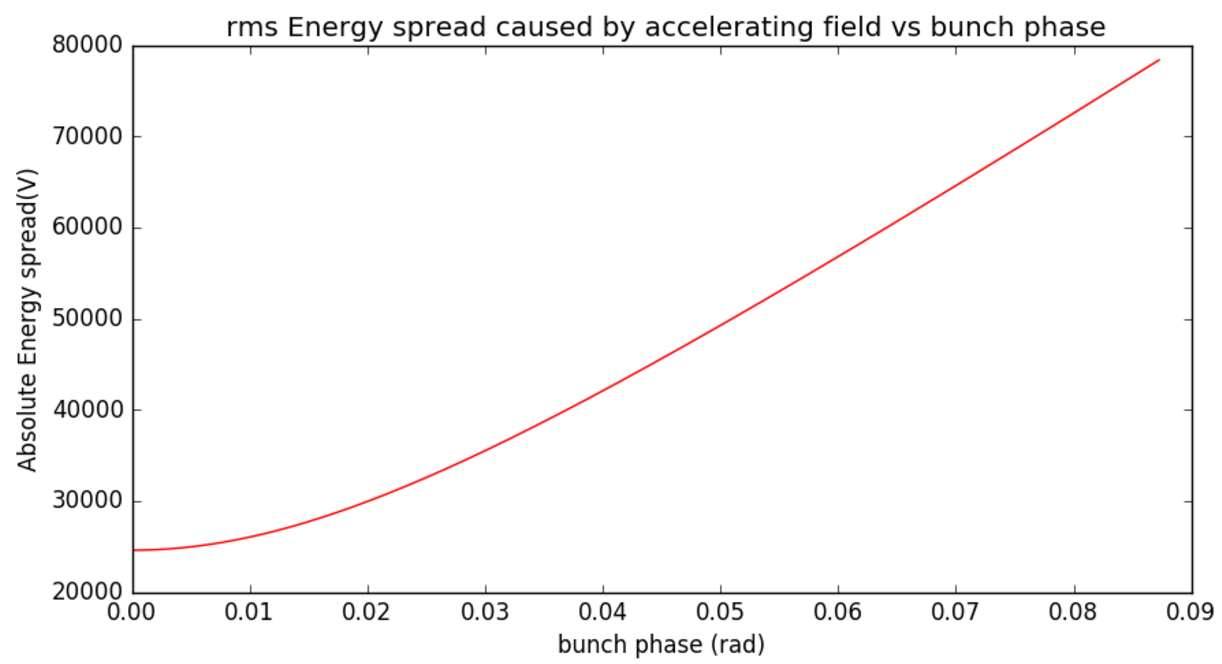 rms Energy spread caused by accelerating field vs bunch phase
80000
70000
60000
50000
40000
30000
20000
Absolute Energy spread(V)
0.00 0.01 0.02 0.03 0.04 0.05 0.06 0.07 0.08 0.09
bunch phase (rad)